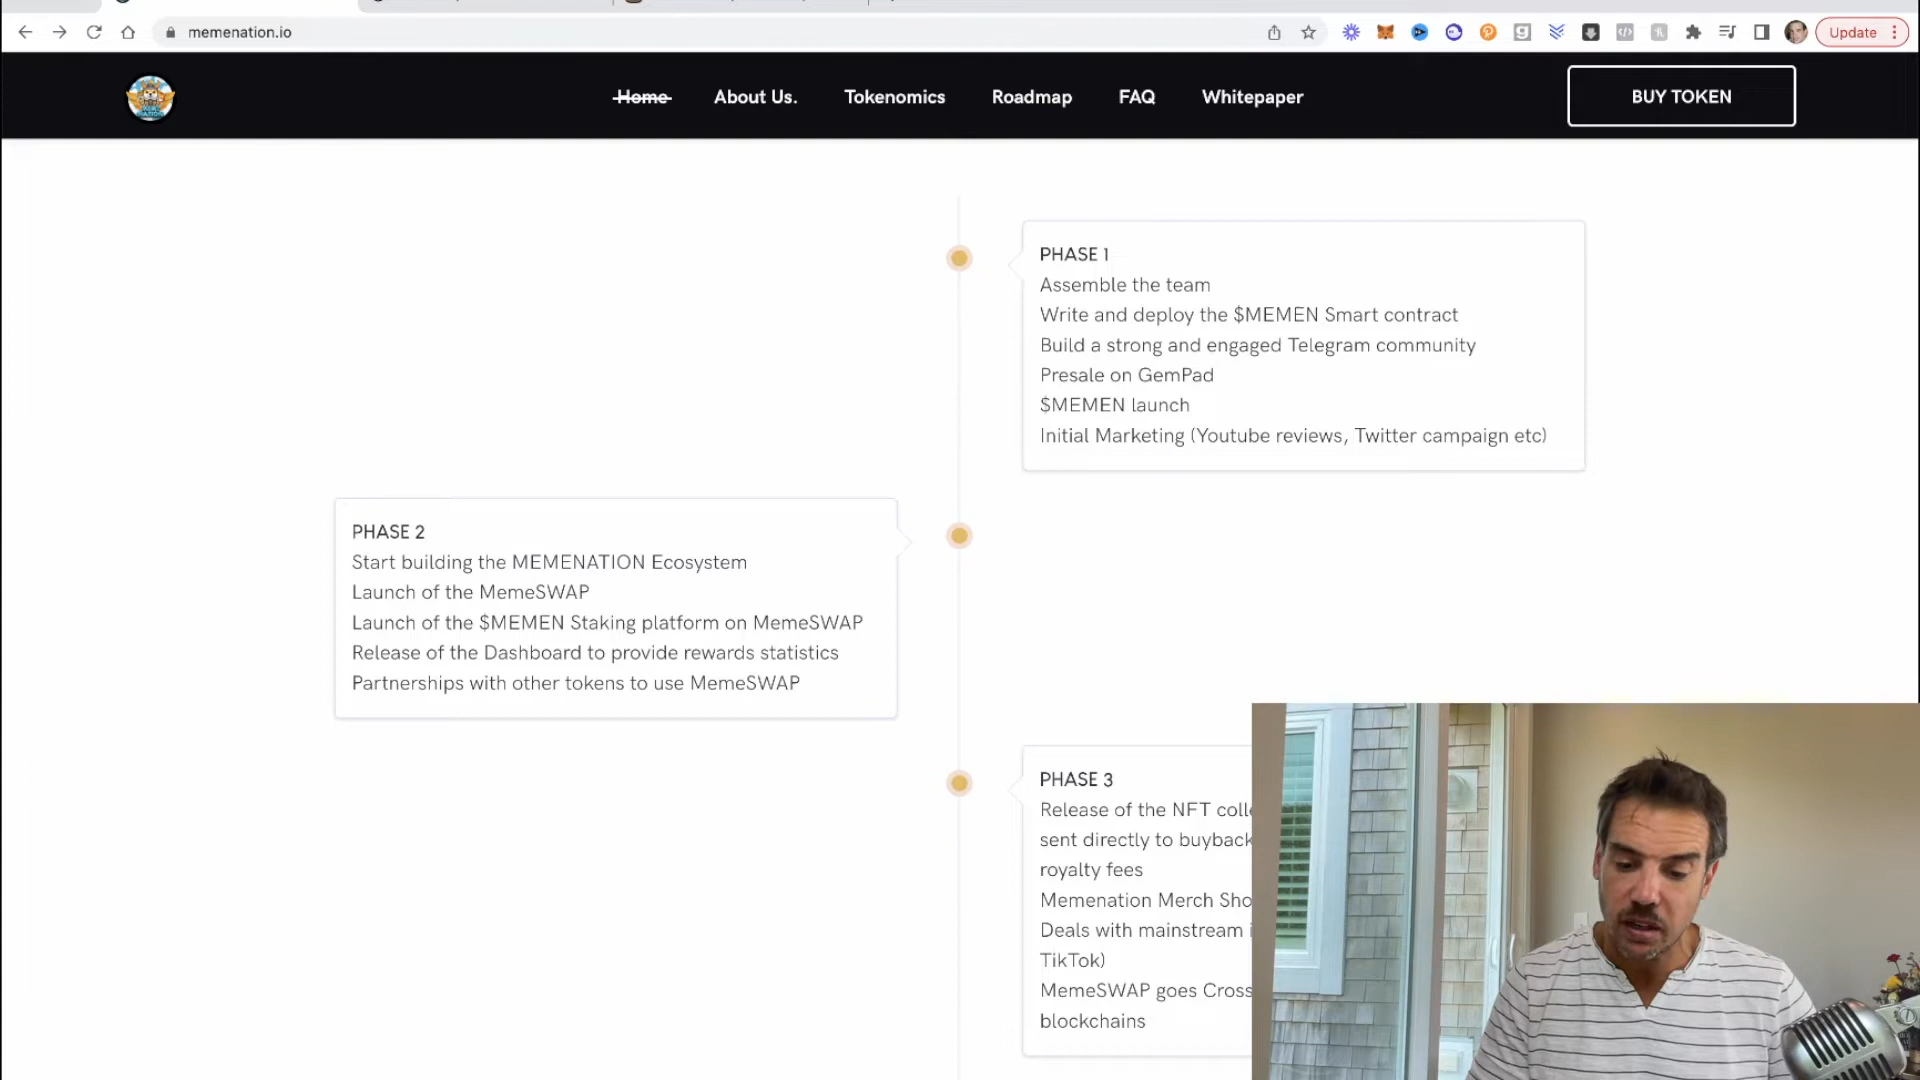 memenation.io
Update
Home
About Us.
Tokenomics
Roadmap
FAQ
Whitepaper
BUY TOKEN
PHASE 1
Assemble the team
Write and deploy the $MEMEN Smart contract
Build a strong and engaged Telegram community
Presale on GemPad
$MEMEN launch
Initial Marketing (Youtube reviews, Twitter campaign etc)
PHASE 2
Start building the MEMENATION Ecosystem
Launch of the MemeSWAP
Launch of the $MEMEN Staking platform on MemeSWAP
Release of the Dashboard to provide rewards statistics
Partnerships with other tokens to use MemeSWAP
PHASE 3
Release of the NFT colle
sent directly to buyback
royalty fees
Memenation Merch Sho
Deals with mainstream i
TikTok)
MemeSWAP goes Cross
blockchains